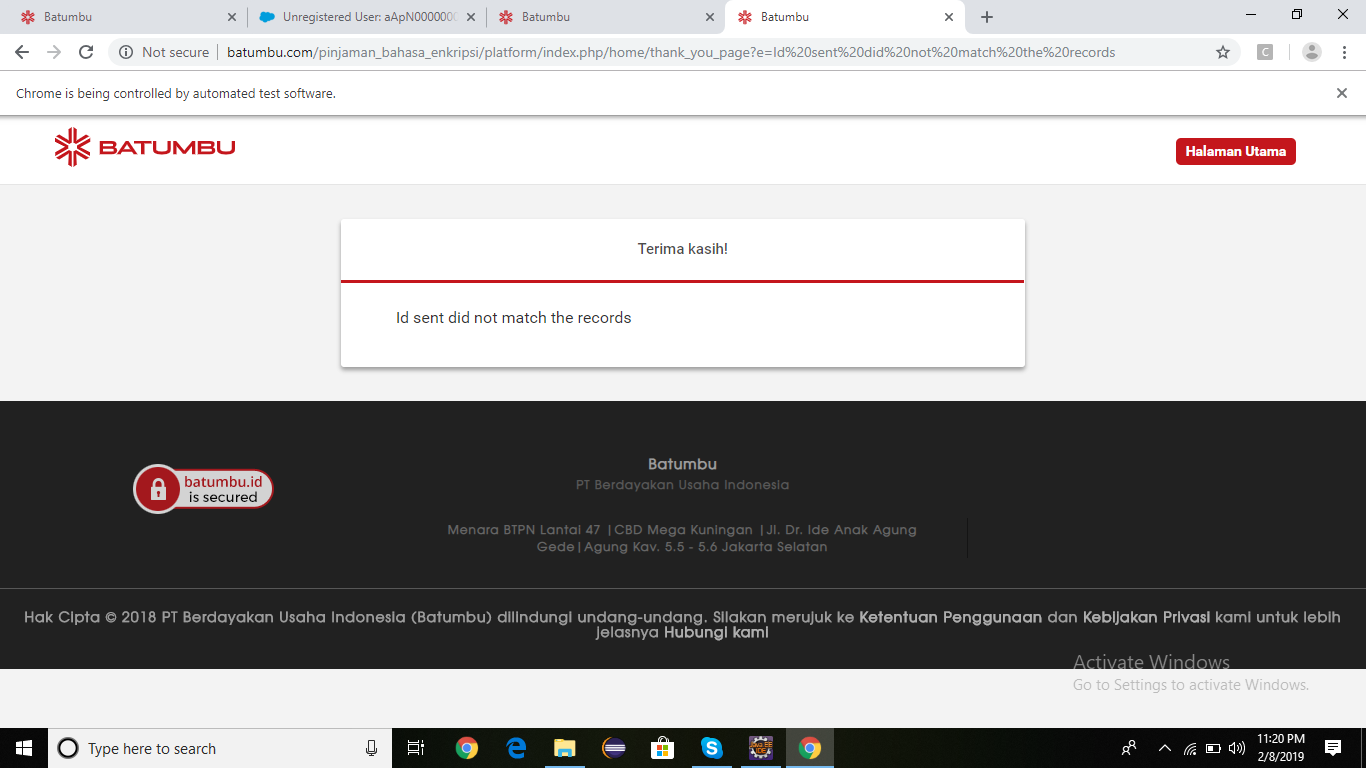 Batumbu
Unregistered User: aApN000000
Batumbu
Batumbu
Not secure
batumbu.com/pinjaman_bahasa_enkripsi/platform/index.php/home/thank_you_page?e=Id%20sent%20did%20not%20match%20the%20records
C
Chrome is being controlled by automated test software.
BATUMBU
Halaman Utama
Terima kasih!
Id sent did not match the records
batumbu.id
is secured
Batumbu
PT Berdayakan Usaha Indonesia
Menara BTPN Lantai 47 |CBD Mega Kuningan |Jl. Dr. Ide Anak Agung
Gede|Agung Kav. 5.5 - 5.6 Jakarta Selatan
Hak Cipta © 2018 PT Berdayakan Usaha Indonesia (Batumbu) dilindungi undang-undang. Silakan merujuk ke Ketentuan Penggunaan dan Kebijakan Privasi kami untuk lebih
jelasnya Hubungi kami
Activate Windows
Go to Settings to activate Windows.
Type here to search
11:20 PM
2/8/2019